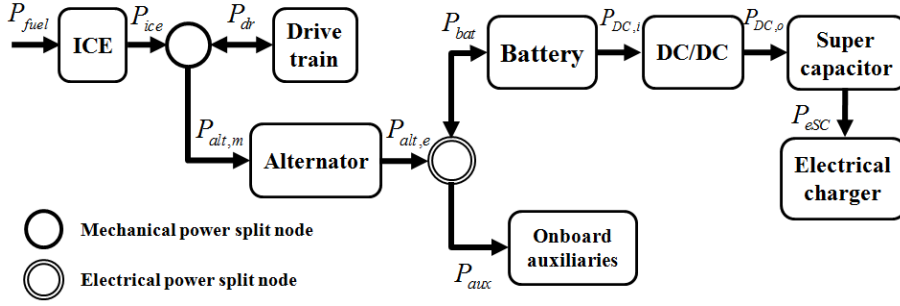 P_fuel
ICE
P_ice
P_dr
Drive
train
P_bat
Battery
P_DC,i
DC/DC
P_DC,o
Super
capacitor
P_alt,m
Alternator
P_alt,e
P_eSC
Electrical
charger
Mechanical power split node
Electrical power split node
P_aux
Onboard
auxiliaries